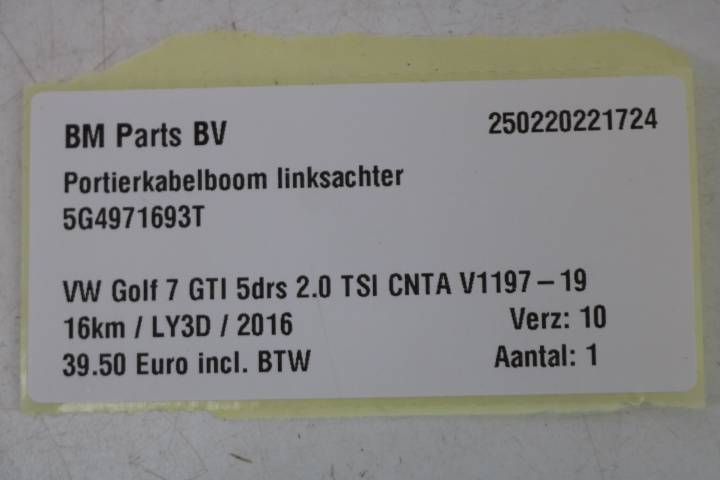 BM Parts BV 250220221724
Portierkabelboom linksachter
5G4971693T
VW Golf 7 GTI 5drs 2.0 TSI CNTA V1197 – 19
16km / LY3D / 2016 Verz: 10
39.50 Euro incl. BTW Aantal: 1